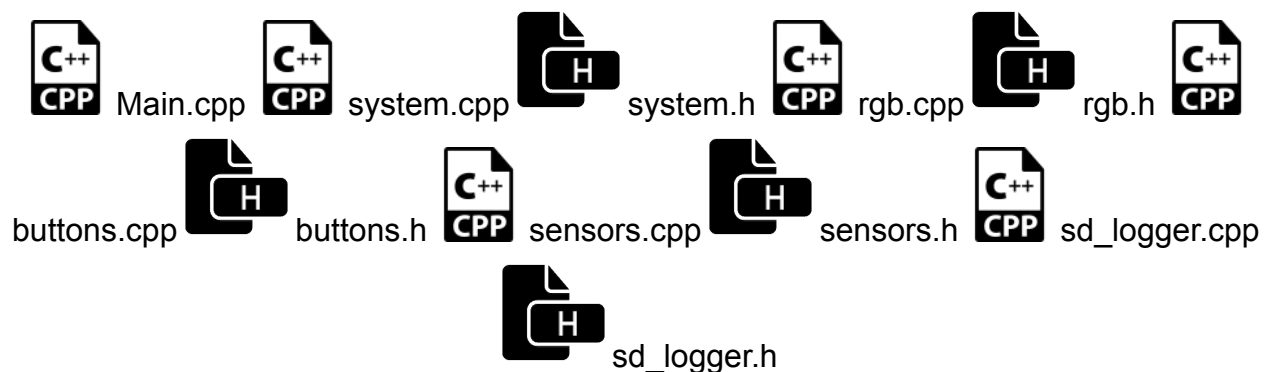 C++ CPP Main.cpp C++ CPP system.cpp H system.h C++ CPP rgb.cpp H rgb.h C++ CPP
buttons.cpp H buttons.h C++ CPP sensors.cpp H sensors.h C++ CPP sd_logger.cpp
H sd_logger.h